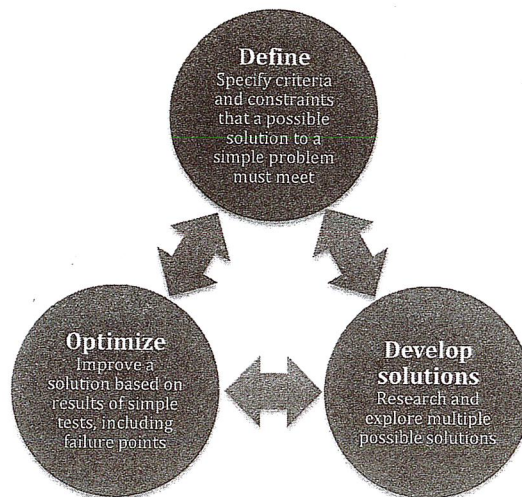 Define
Specify criteria
and constraints
that a possible
solution to a
simple problem
must meet
Optimize
Improve a
solution based on
results of simple
tests, including
failure points
Develop
solutions
Research and
explore multiple
possible solutions